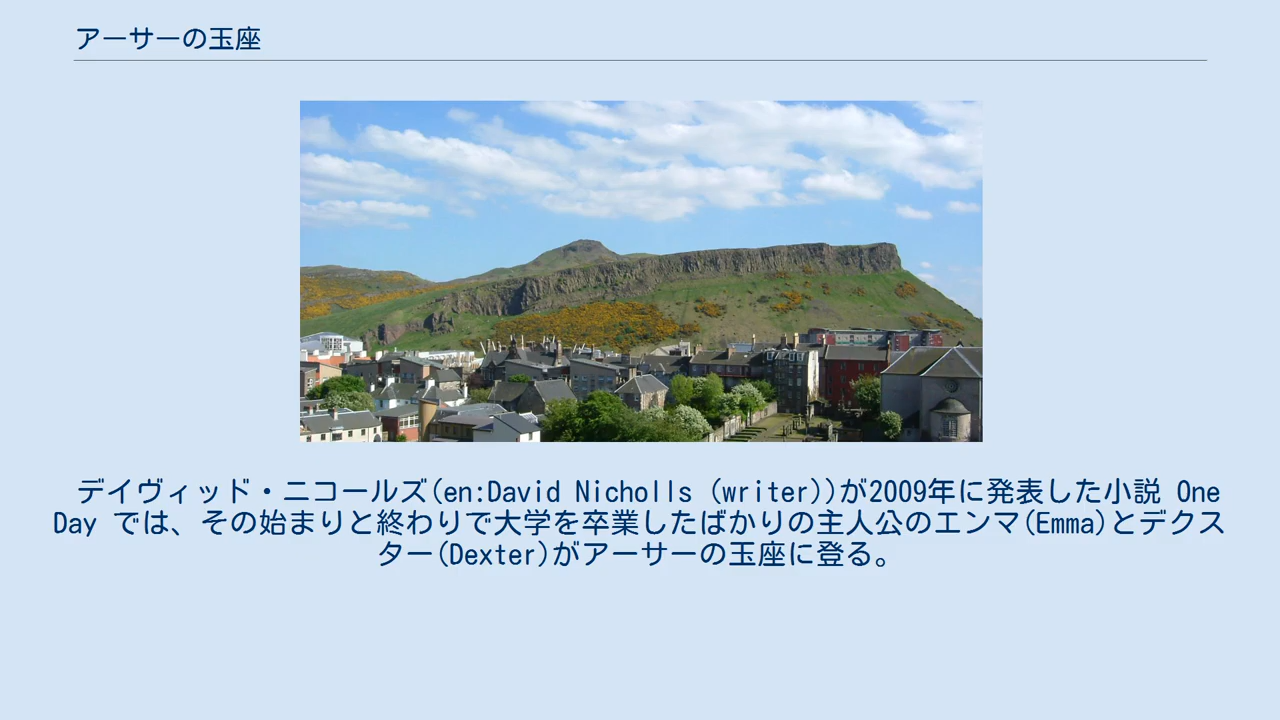 アーサーの玉座
デイヴィッド・ニコールズ(en:David Nicholls (writer))が2009年に発表した小説 One
Day では、その始まりと終わりで大学を卒業したばかりの主人公のエンマ(Emma)とデクス
ター(Dexter)がアーサーの玉座に登る。